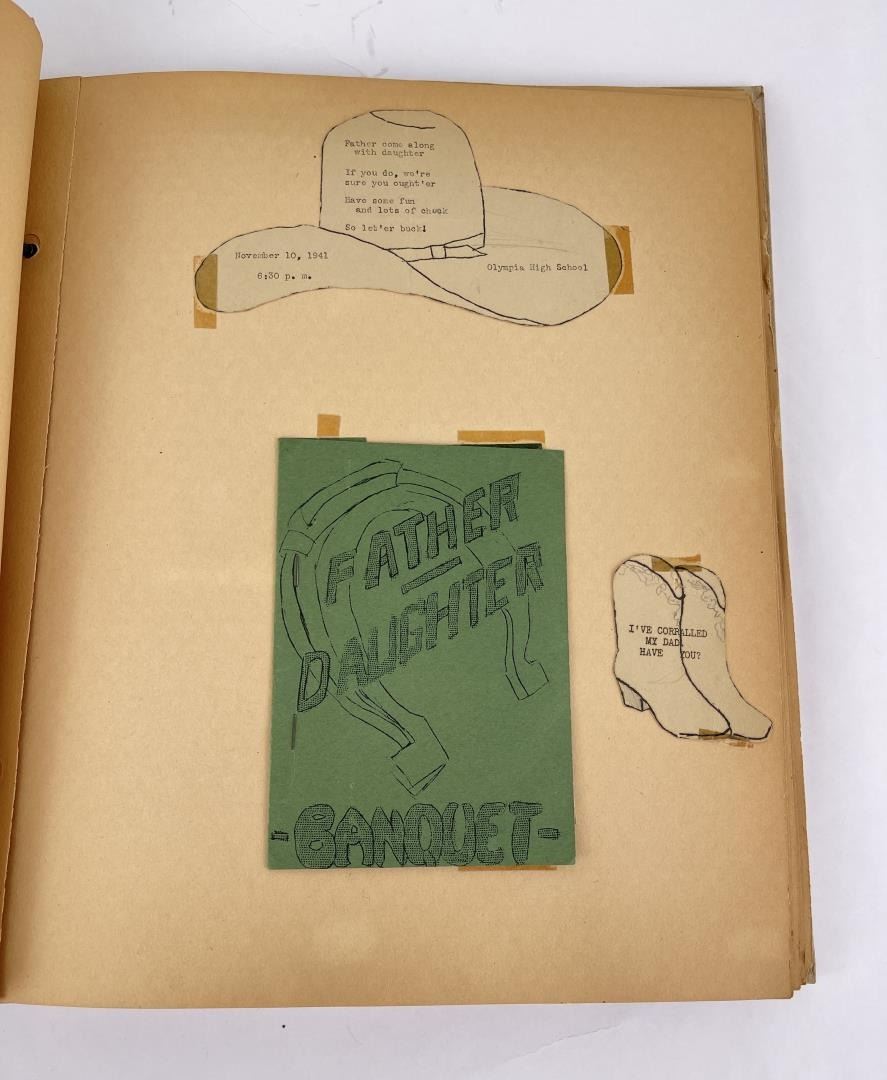 Father come along
with daughter
If you do, we're
sure you ought'er
Have some fun
and lots of chuck
So let'er buck!
November 10, 1941
6:30 p. m.
Olympia High School
FATHER
DAUGHTER
-BANQUET-
I'VE CORRALLED
MY DAD.
HAVE YOU?